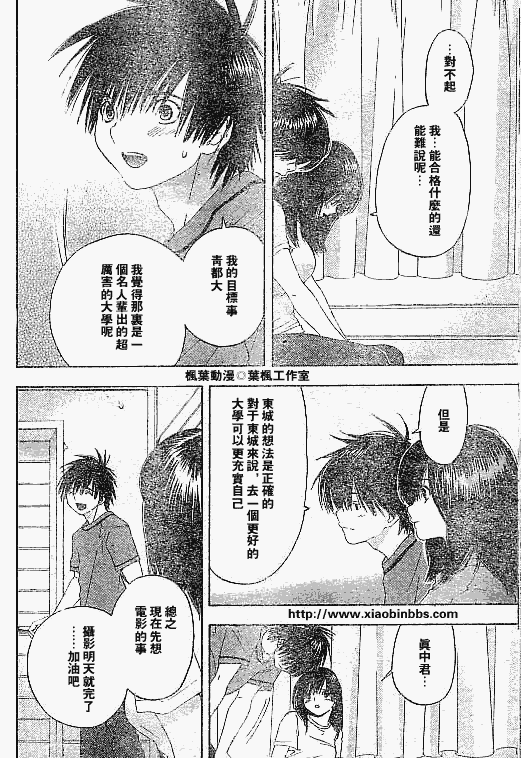 …對不起
我…能合格什麼的還
能難說呢…
我的目標事
靑都大
我覺得那裏是一
個名人輩出的超
厲害的大學呢
楓葉動漫◎葉楓工作室
但是
東城的想法是正確的
對于東城來說，去一個更好的
大學可以更充實自己
http://www.xiaobinbbs.com
眞中君…
總之
現在先想
電影的事
攝影明天就完了
……加油吧